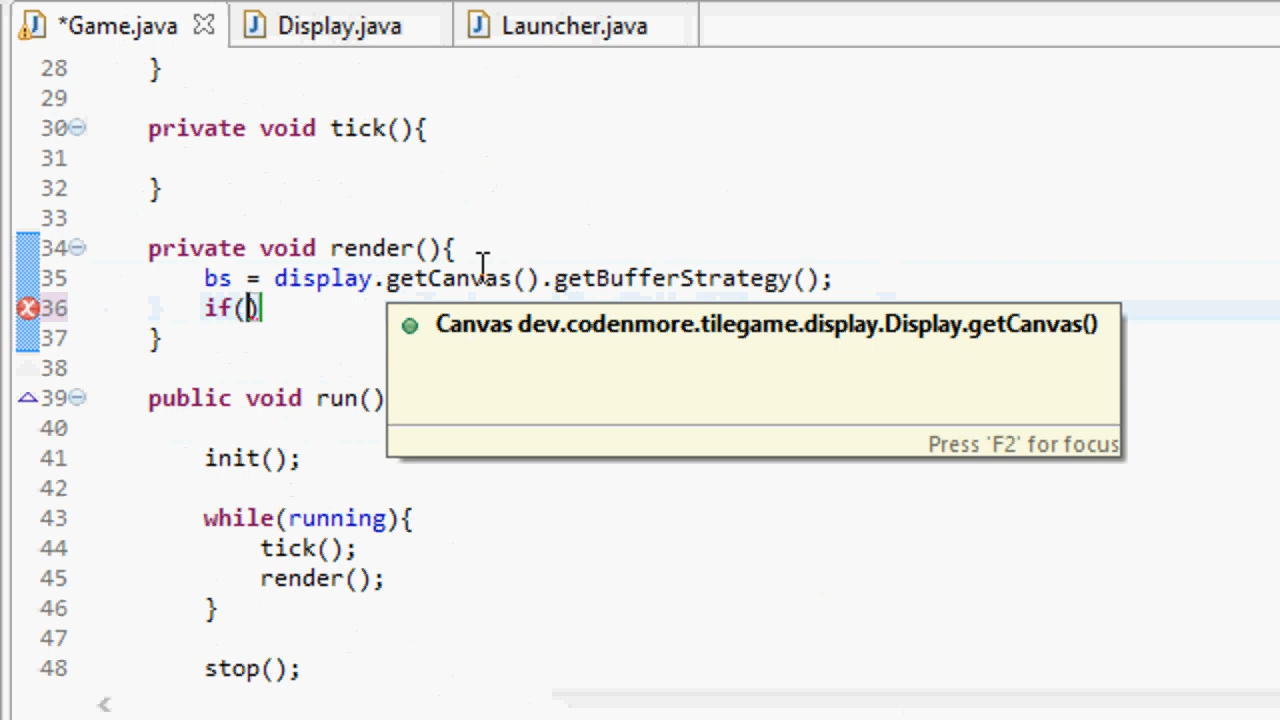 *Game.java Display.java Launcher.java
28 }
29
30 private void tick(){
31
32 }
33
34 private void render(){
35 bs = display.getCanvas().getBufferStrategy();
36 if()
Canvas dev.codenmore.tilegame.display.Display.getCanvas()
37 }
38
39 public void run()
40
Press 'F2' for focus
41 init();
42
43 while(running){
44 tick();
45 render();
46 }
47
48 stop();